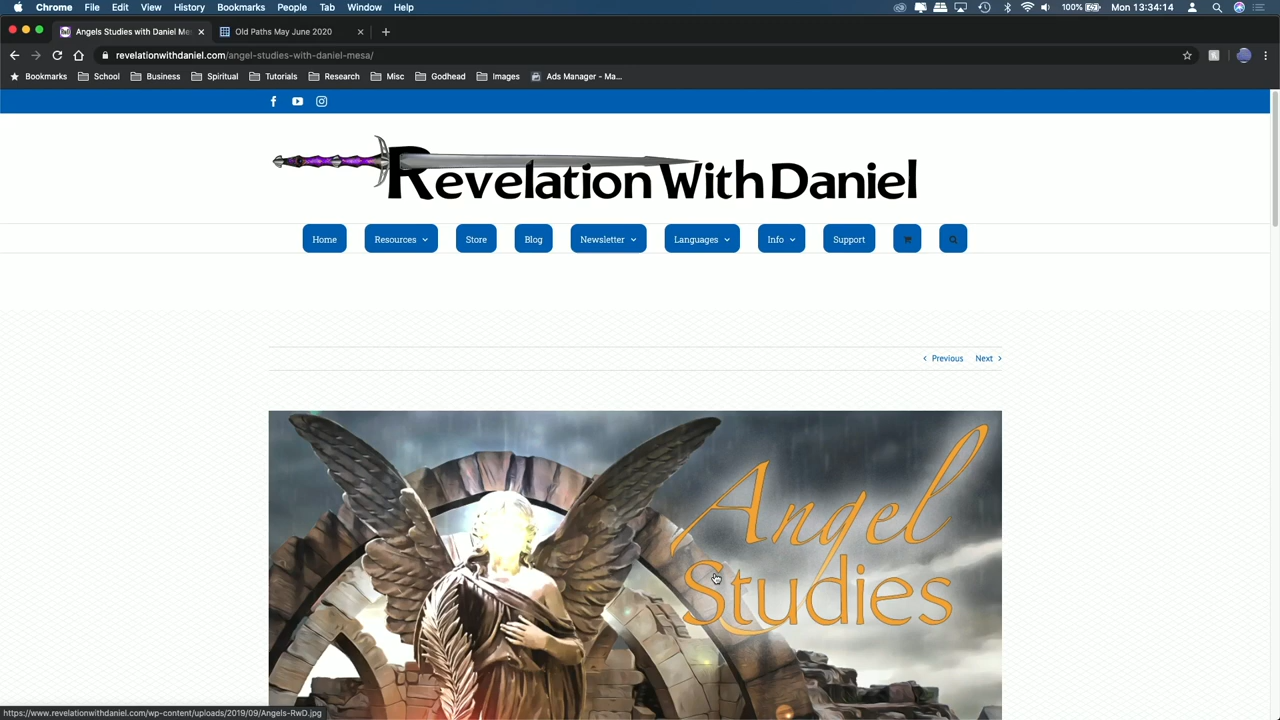 Chrome File Edit View History Bookmarks People Tab Window Help 100% Mon 13:34:14
Angels Studies with Daniel Me Old Paths May June 2020
revelationwithdaniel.com/angel-studies-with-daniel-mesa/
Bookmarks School Business Spiritual Tutorials Research Misc Godhead Images Ads Manager - Ma...
Revelation With Daniel
Home Resources Store Blog Newsletter Languages Info Support
Previous Next
Angel
Studies
https://www.revelationwithdaniel.com/wp-content/uploads/2019/09/Angels-RwD.jpg